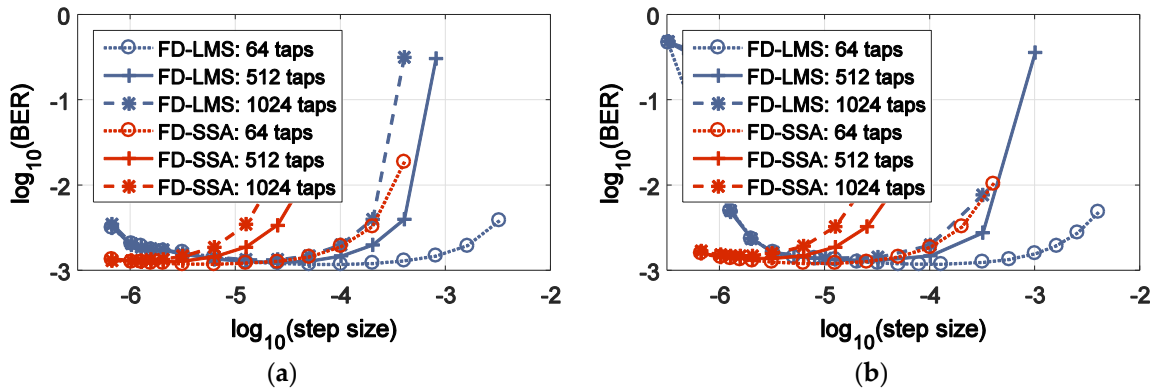 0
-1
-2
-3
log10(BER)
FD-LMS: 64 taps
FD-LMS: 512 taps
FD-LMS: 1024 taps
FD-SSA: 64 taps
FD-SSA: 512 taps
FD-SSA: 1024 taps
-6 -5 -4 -3 -2
log10(step size)
(a)
0
-1
-2
-3
log10(BER)
FD-LMS: 64 taps
FD-LMS: 512 taps
FD-LMS: 1024 taps
FD-SSA: 64 taps
FD-SSA: 512 taps
FD-SSA: 1024 taps
-6 -5 -4 -3 -2
log10(step size)
(b)